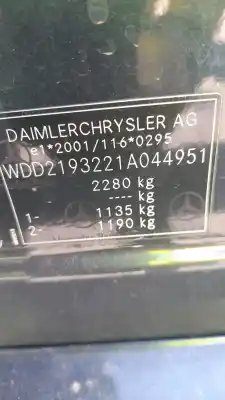 DAIMLERCHRYSLER AG
e1*2001/116*0295
WDD2193221A044951
2280 kg
---- kg
1- 1135 kg
2- 1190 kg